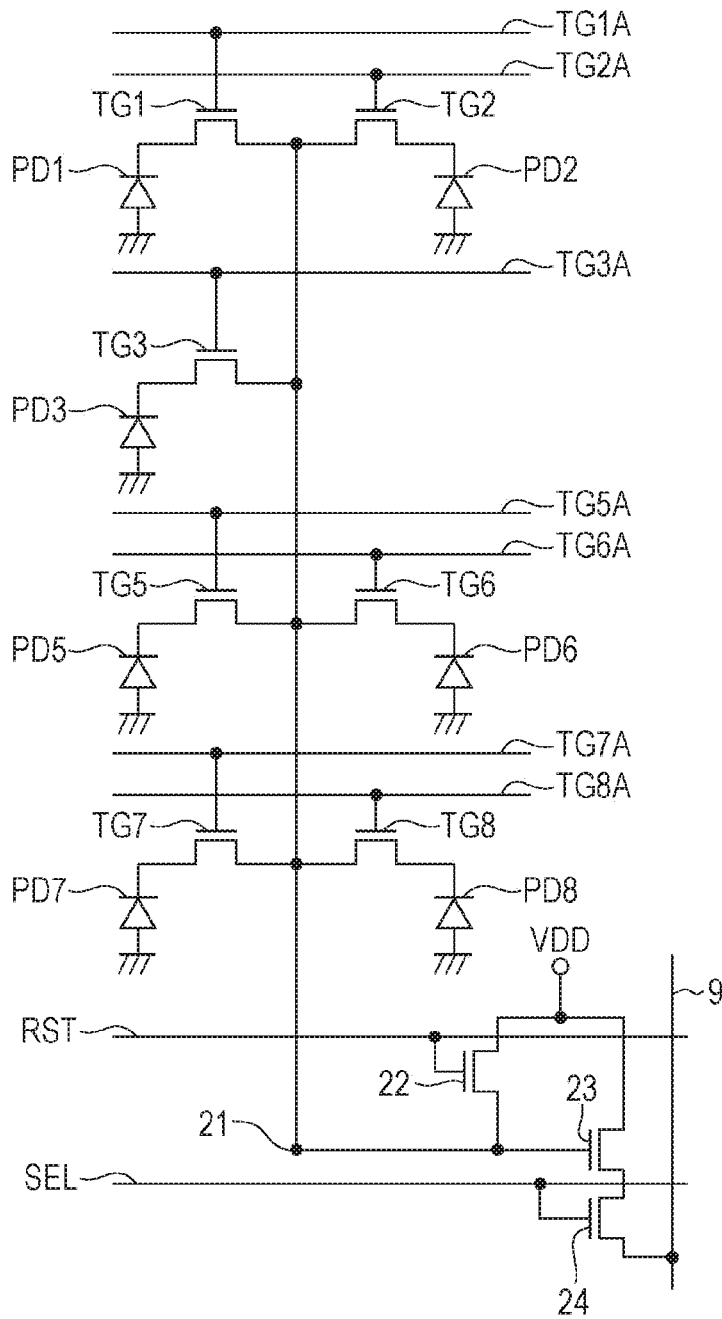 TG1A
TG2A
TG1 TG2
PD1 PD2
TG3A
TG3
PD3
TG5A
TG6A
TG5 TG6
PD5 PD6
TG7A
TG8A
TG7 TG8
PD7 PD8
VDD
9
RST
22
23
21
SEL
24